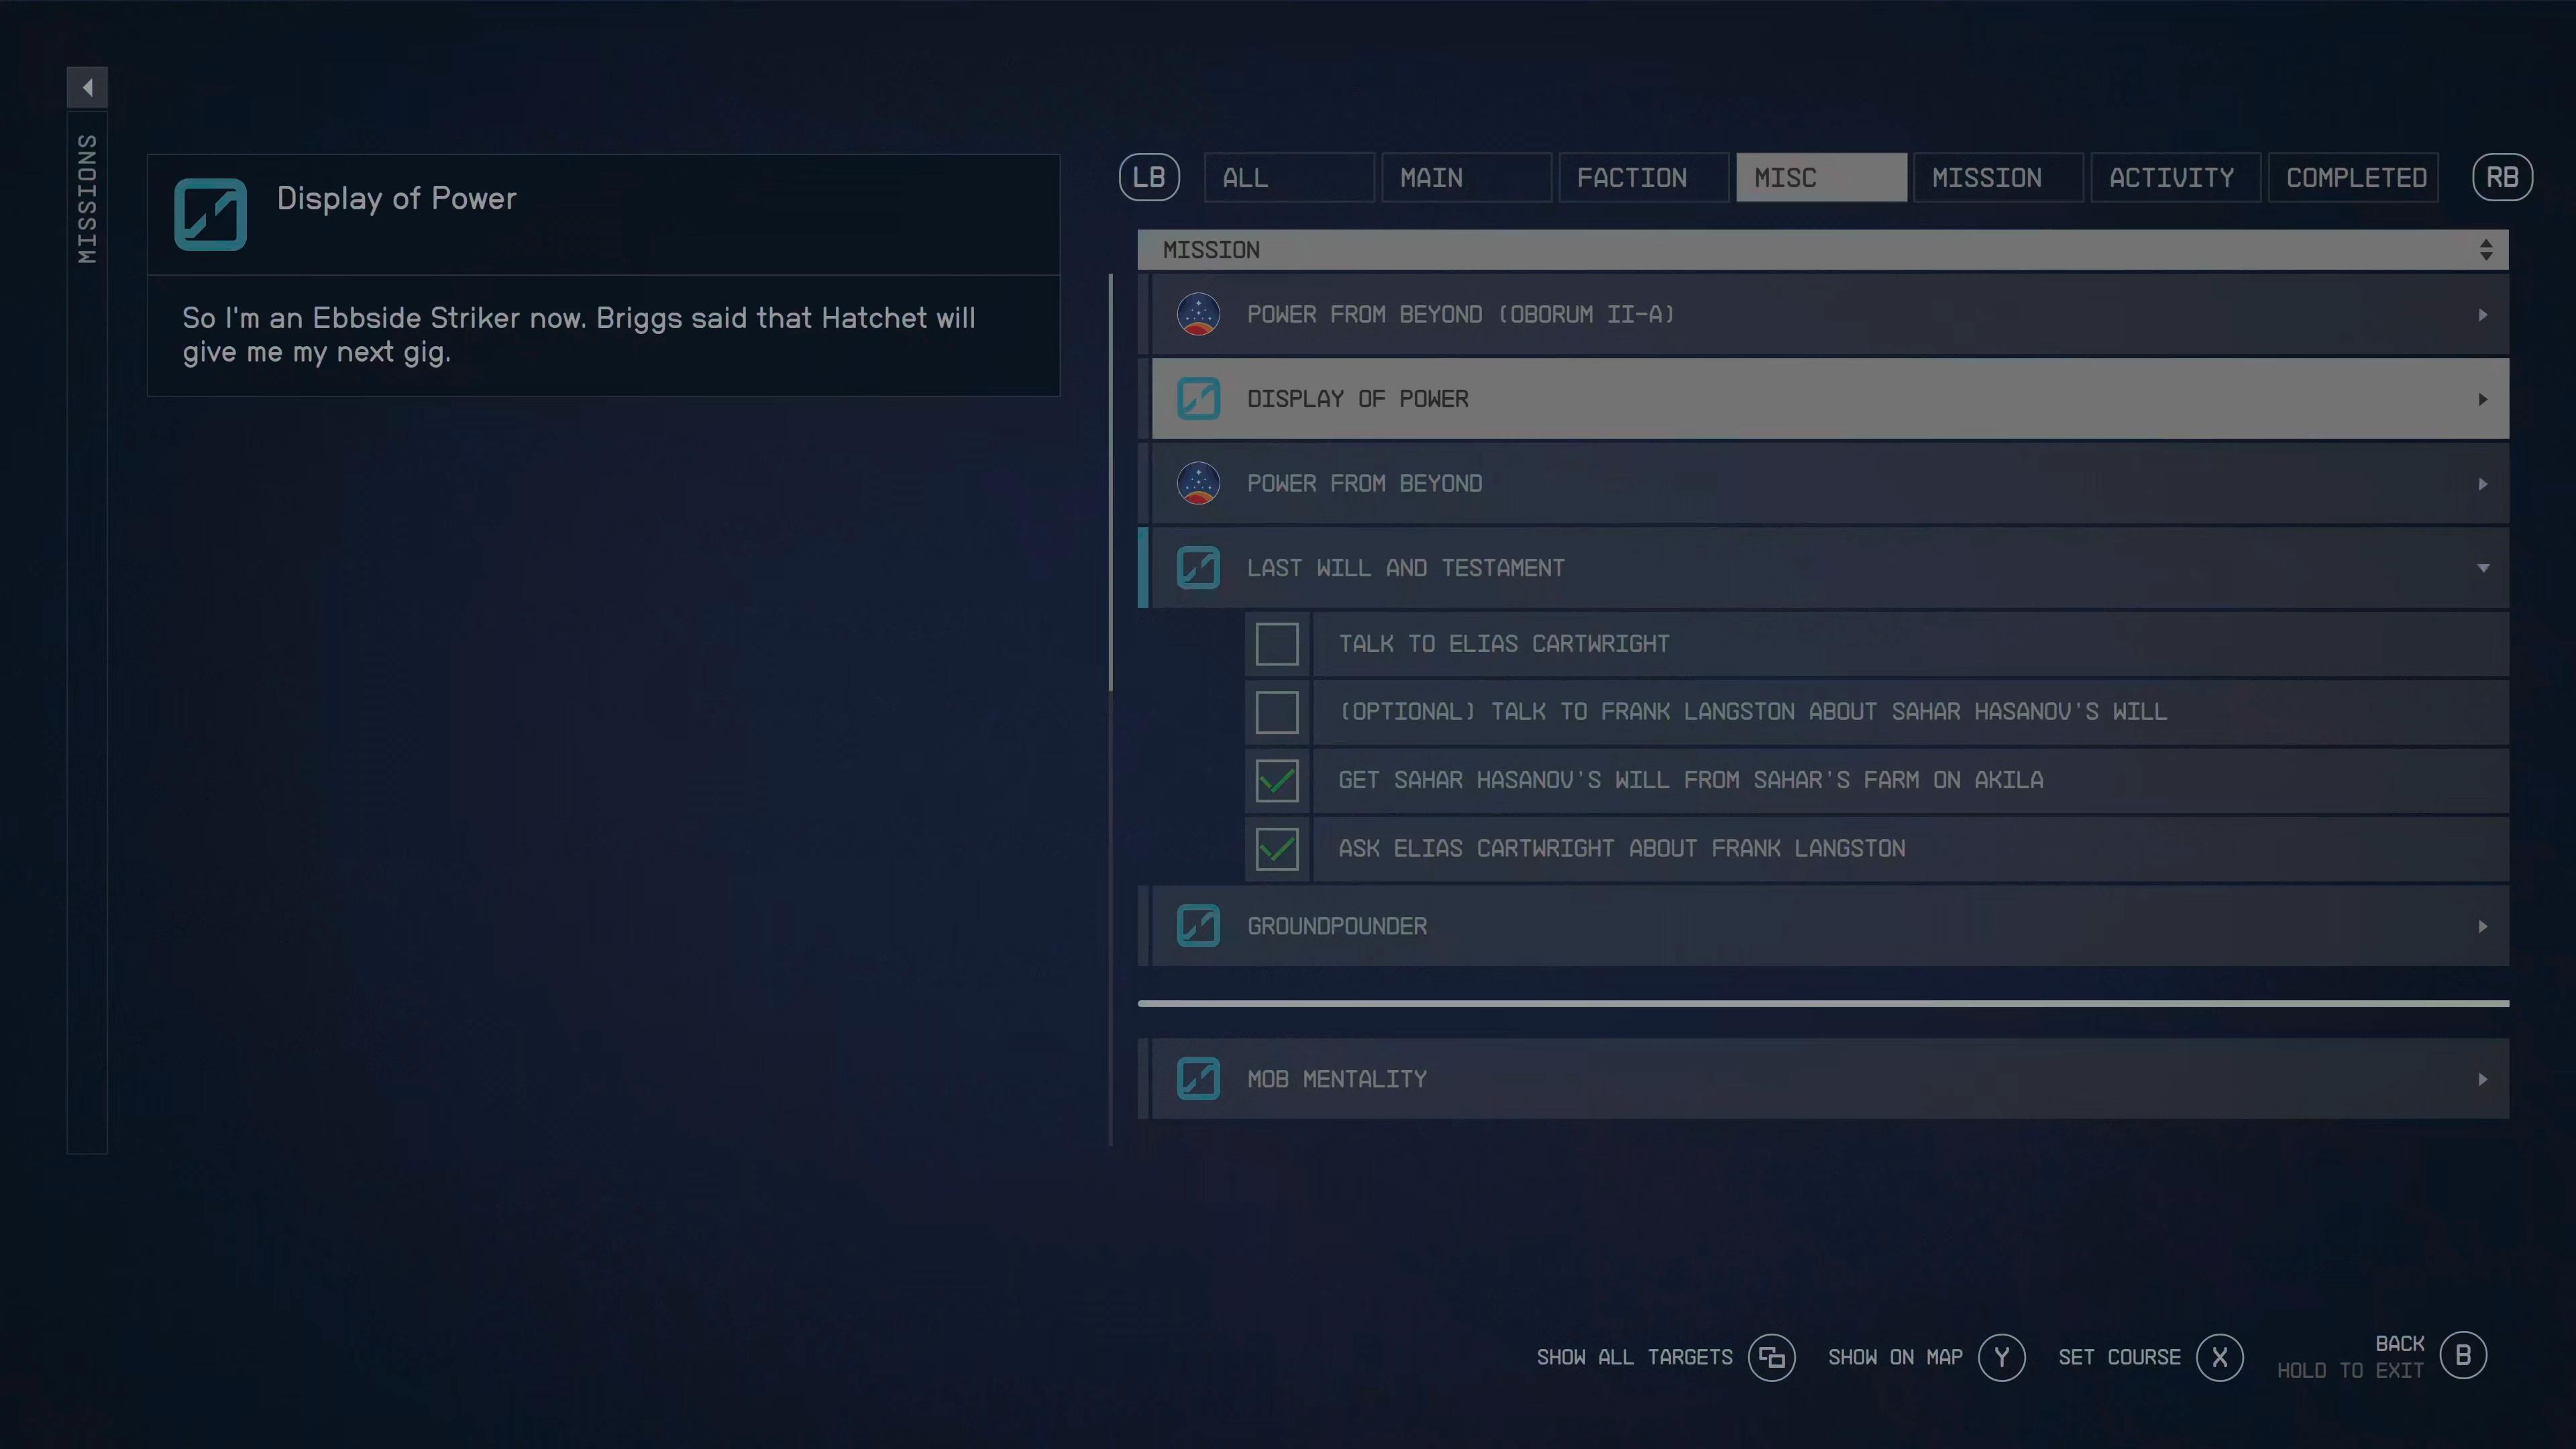 MISSIONS
Display of Power
So I'm an Ebbside Striker now. Briggs said that Hatchet will
give me my next gig.
LB ALL MAIN FACTION MISC MISSION ACTIVITY COMPLETED RB
MISSION
POWER FROM BEYOND (OBORUM II-A)
DISPLAY OF POWER
POWER FROM BEYOND
LAST WILL AND TESTAMENT
TALK TO ELIAS CARTWRIGHT
(OPTIONAL) TALK TO FRANK LANGSTON ABOUT SAHAR HASANOV'S WILL
GET SAHAR HASANOV'S WILL FROM SAHAR'S FARM ON AKILA
ASK ELIAS CARTWRIGHT ABOUT FRANK LANGSTON
GROUNDPOUNDER
MOB MENTALITY
SHOW ALL TARGETS SHOW ON MAP Y SET COURSE X BACK B
HOLD TO EXIT